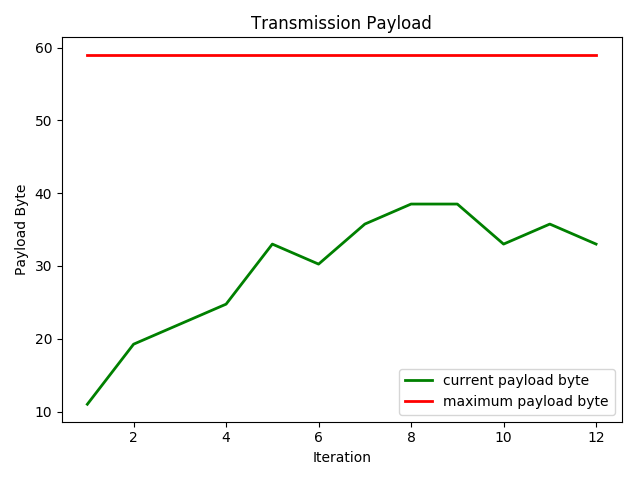 Transmission Payload
60
50
40
30
20
10
Payload Byte
current payload byte
maximum payload byte
2 4 6 8 10 12
Iteration